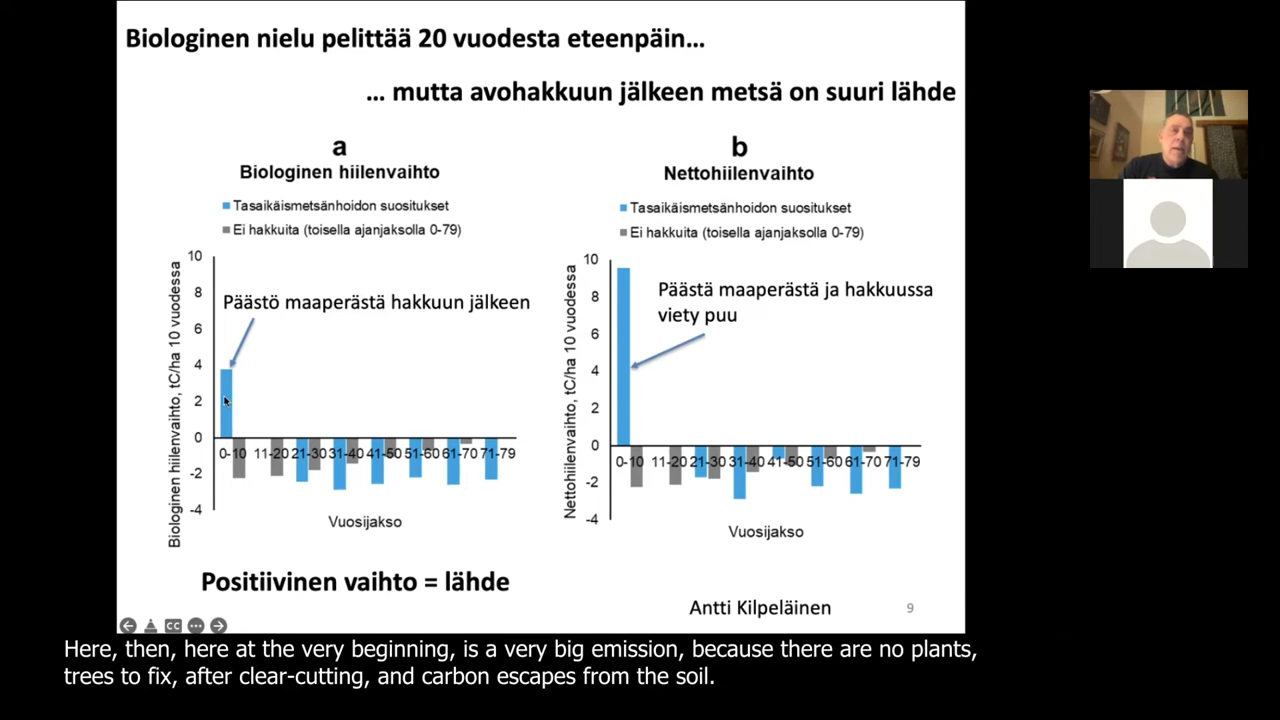 Biologinen nielu pelittää 20 vuodesta eteenpäin...
... mutta avohakkuun jälkeen metsä on suuri lähde
a
Biologinen hiilenvaihto
Tasaikäismetsänhoidon suositukset
Ei hakkuita (toisella ajanjaksolla 0-79)
Biologinen hiilenvaihto, tC/ha 10 vuodessa
10
8
6
4
2
0
-2
-4
Päästö maaperästä hakkuun jälkeen
0-10 11-20 21-30 31-40 41-50 51-60 61-70 71-79
Vuosijakso
b
Nettohiilenvaihto
Tasaikäismetsänhoidon suositukset
Ei hakkuita (toisella ajanjaksolla 0-79)
Nettohiilenvaihto, tC/ha 10 vuodessa
10
8
6
4
2
0
-2
-4
Päästä maaperästä ja hakkuussa
viety puu
0-10 11-20 21-30 31-40 41-50 51-60 61-70 71-79
Vuosijakso
Positiivinen vaihto = lähde
Antti Kilpeläinen
9
CC
Here, then, here at the very beginning, is a very big emission, because there are no plants,
trees to fix, after clear-cutting, and carbon escapes from the soil.